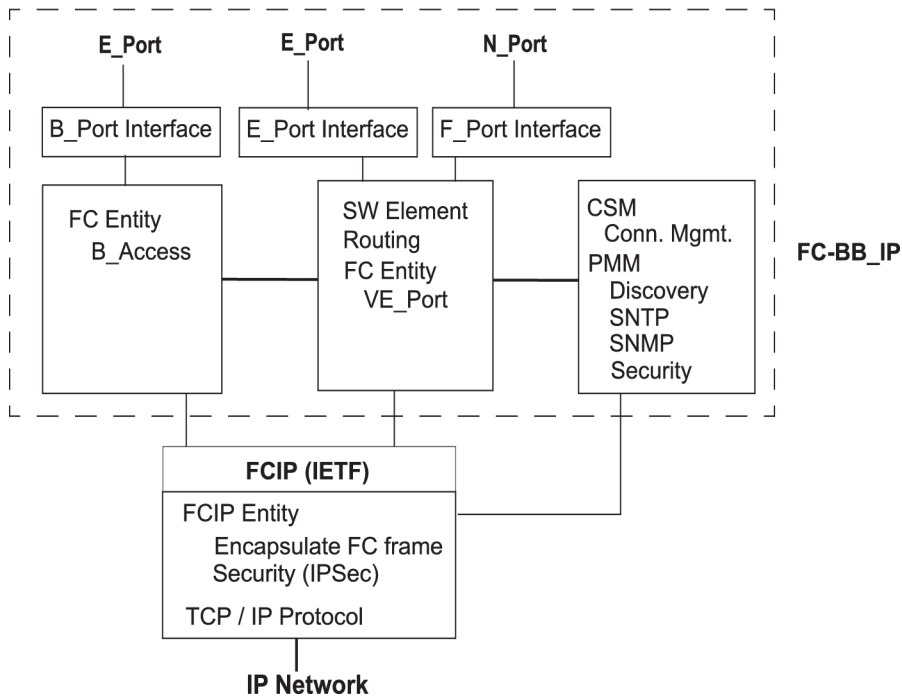 E_Port
E_Port
N_Port
B_Port Interface
E_Port Interface
F_Port Interface
FC Entity
B_Access
SW Element
Routing
FC Entity
VE_Port
CSM
Conn. Mgmt.
PMM
Discovery
SNTP
SNMP
Security
FC-BB_IP
FCIP (IETF)
FCIP Entity
Encapsulate FC frame
Security (IPSec)
TCP / IP Protocol
IP Network